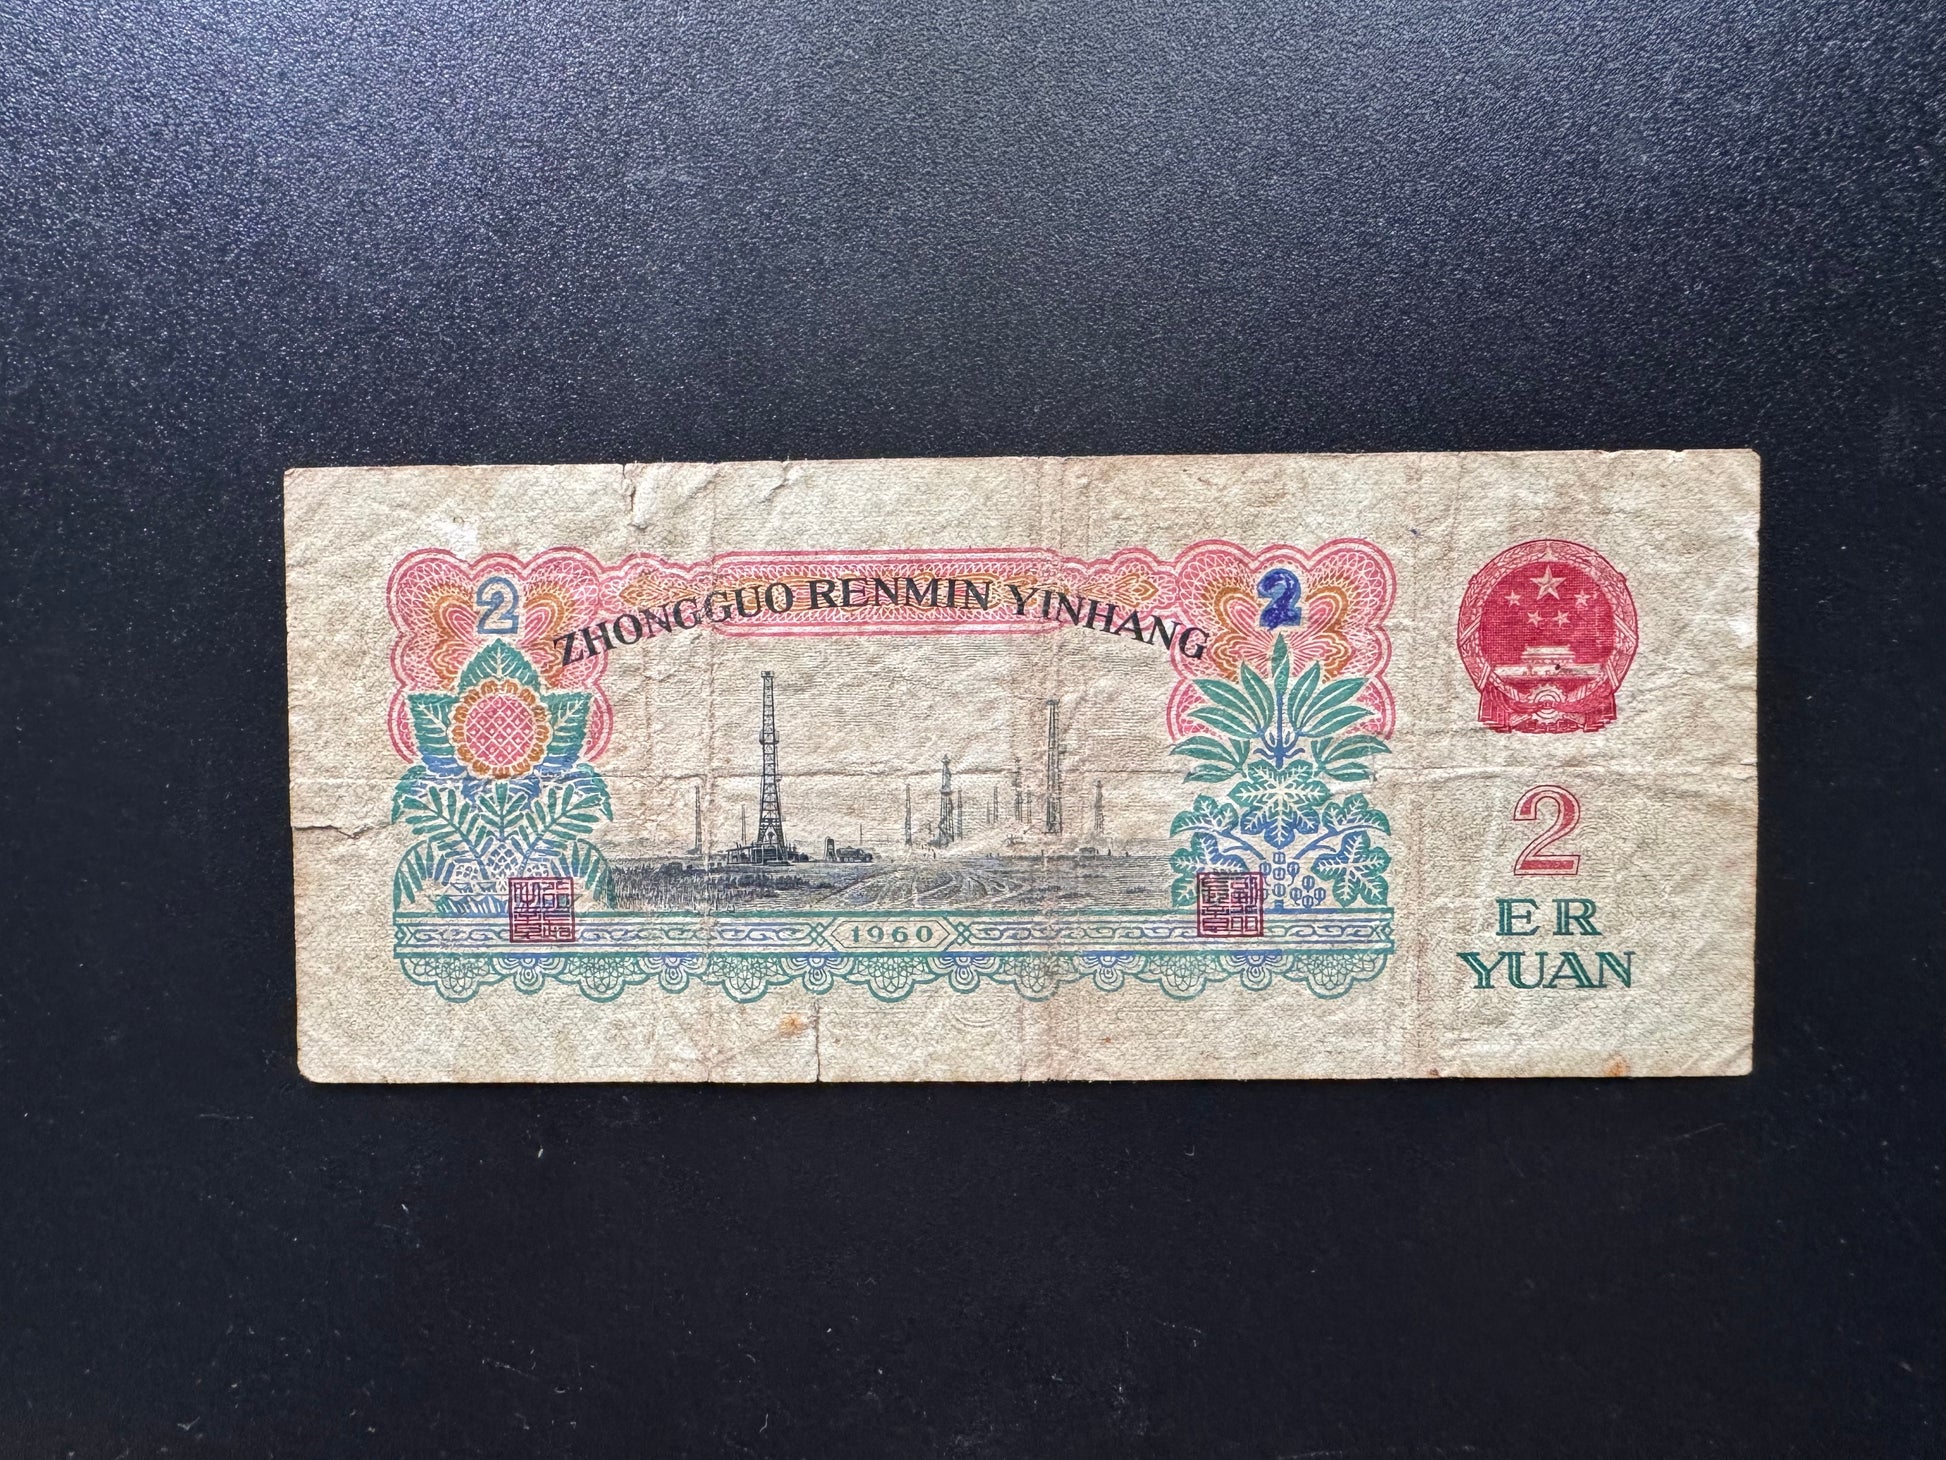 2
ZHONGGUO RENMIN YINHANG
2
1960
2
ER
YUAN